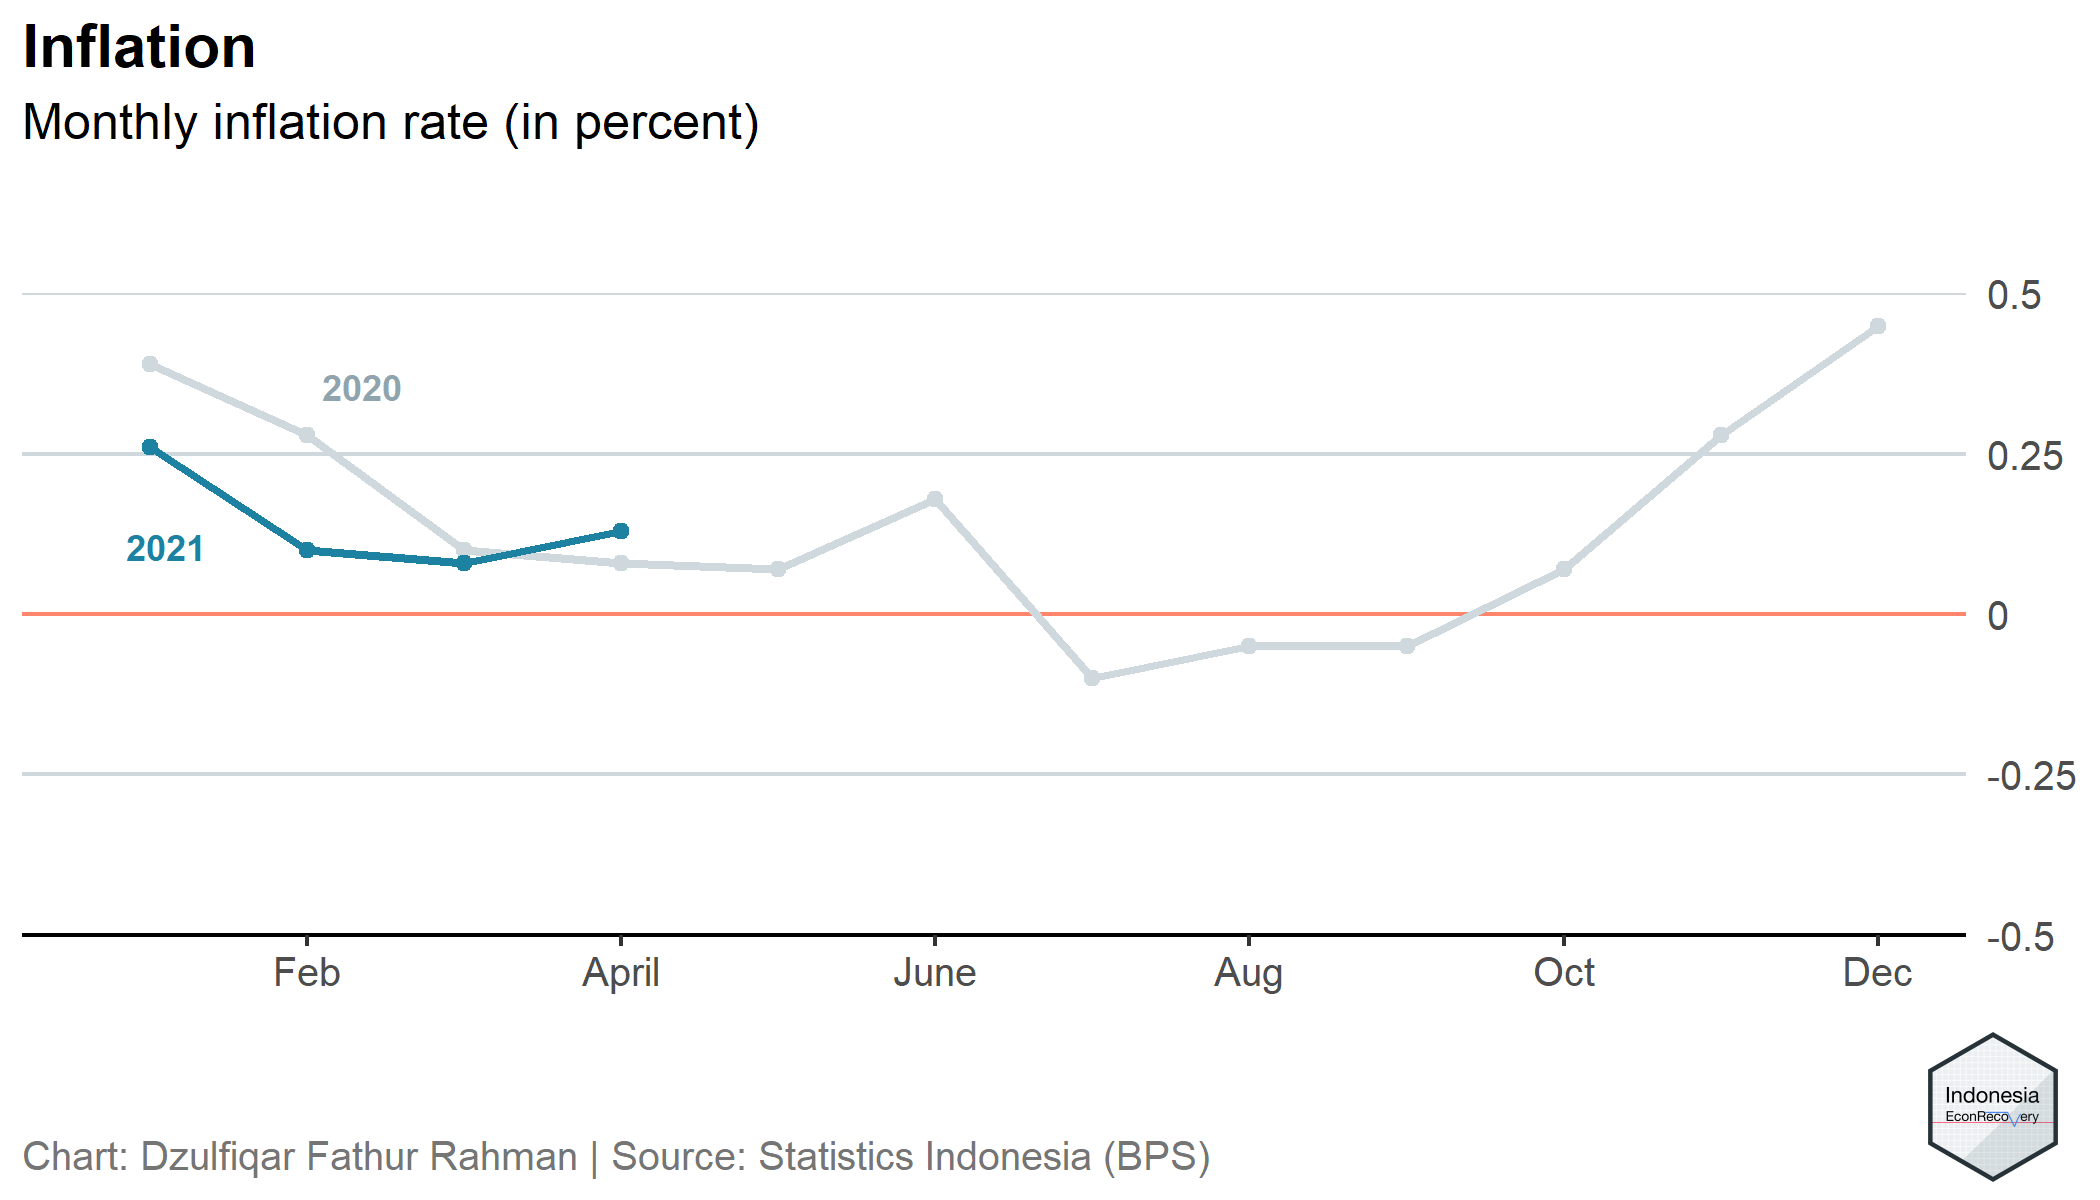 Inflation
Monthly inflation rate (in percent)
0.5
2020
0.25
2021
0
-0.25
-0.5
Feb April June Aug Oct Dec
Indonesia
EconRecovery
Chart: Dzulfiqar Fathur Rahman | Source: Statistics Indonesia (BPS)